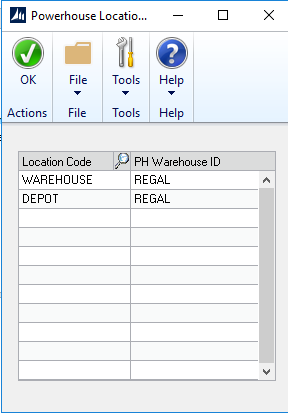 Powerhouse Locatio...
OK File Tools Help
Actions File Tools Help
Location Code PH Warehouse ID
WAREHOUSE REGAL
DEPOT REGAL